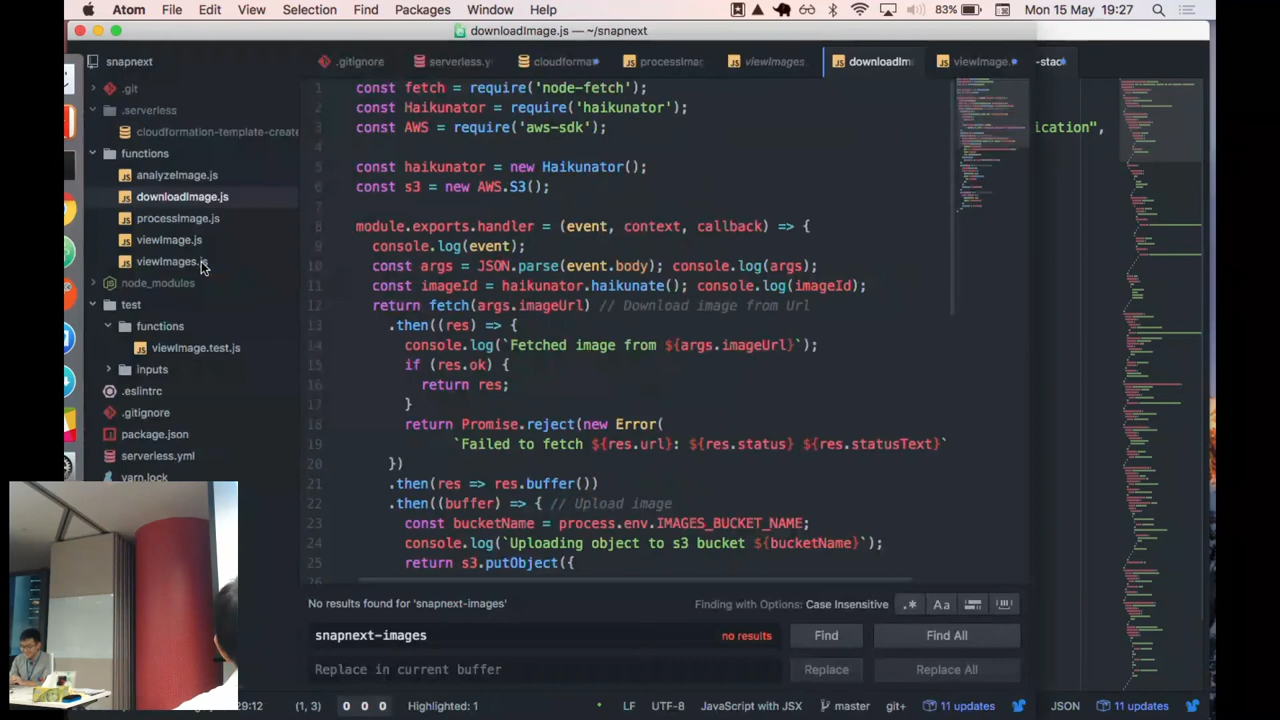 Atom File Edit View Selection Find Packages Window Help 83% Mon 15 May 19:27
downloadImage.js — ~/snapnext
snapnext
.gitignore serverless.y cloudforma processImag viewImages. downloadIm viewImage. -stac
.git
.serverless
cloudformation-template-create
functions
analyzeImage.js
downloadImage.js
processImage.js
viewImage.js
viewImages.js
node_modules
test
functions
viewImage.test.js
inputs
.eslintrc
.gitignore
package.json
serverless.yml
yarn.lock
1 const fetch = require('node-fetch');
2 const Haikunator = require('haikunator');
3 const AWS = require('aws-sdk');
4
5 const haikunator = new Haikunator();
6 const s3 = new AWS.S3();
7
8 module.exports.handler = (event, context, callback) => {
9 console.log(event);
10 const args = JSON.parse(event.body); console.log(args);
11 const imageId = haikunator.haikunate(); console.log(imageId);
12 return fetch(args.imageUrl) // Download image from Url
13 .then((res) => {
14 console.log(`Fetched image from ${args.imageUrl}`);
15 if (res.ok) {
16 return res;
17 }
18 return Promise.reject(new Error(
19 `Failed to fetch ${res.url}: ${res.status} ${res.statusText}`
20 })
21 .then(res => res.buffer())
22 .then((buffer) => { // Upload image
23 const bucketName = process.env.IMAGES_BUCKET_NAME;
24 console.log(`Uploading object to s3 bucket ${bucketName}`);
25 return s3.putObject({
26
ication",
No results found for 'snapnext-images'
Finding with Options: Case Insensitive .* Aa
snapnext-images no results Find Find All
Replace in current buffer Replace Replace All
29:12 (1, 3) 0 0 0 Highlighted: 1 LF UTF-8 JavaScript with JSX master git+ 11 updates JSON 11 updates